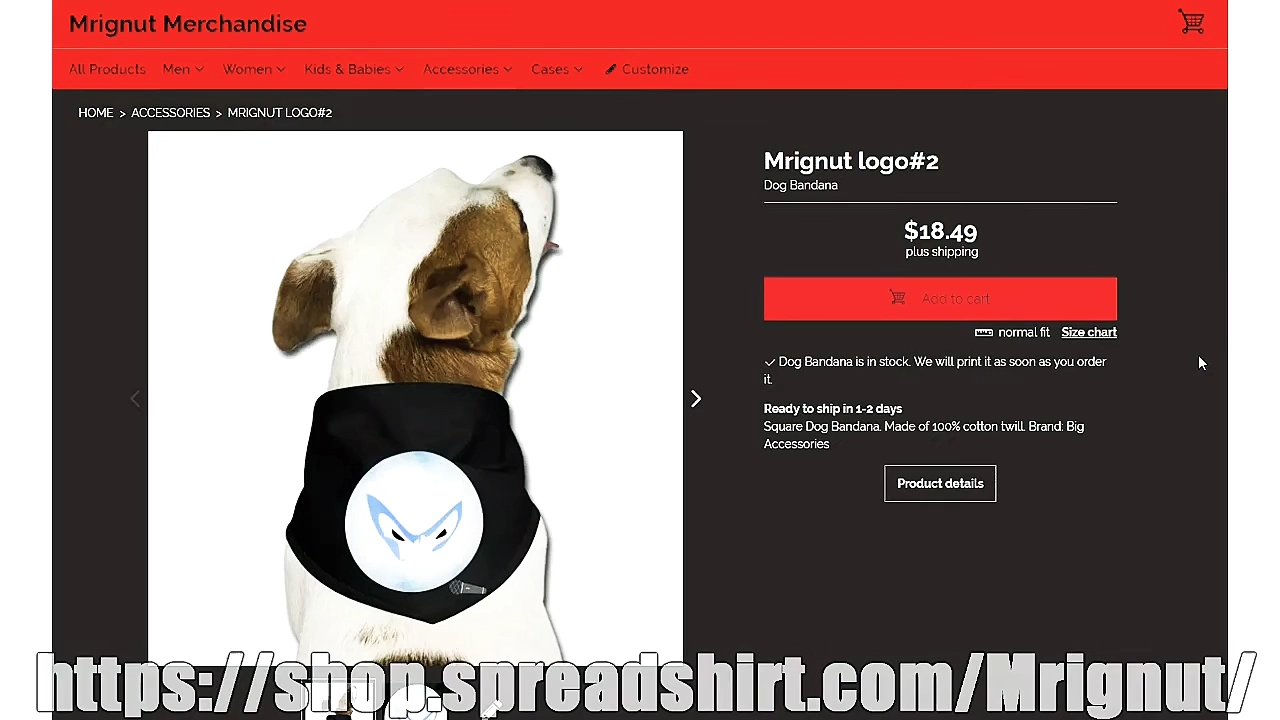 Mrignut Merchandise
All Products Men Women Kids & Babies Accessories Cases Customize
HOME > ACCESSORIES > MRIGNUT LOGO#2
Mrignut logo#2
Dog Bandana
$18.49
plus shipping
Add to cart
normal fit Size chart
Dog Bandana is in stock. We will print it as soon as you order
it.
Ready to ship in 1-2 days
Square Dog Bandana. Made of 100% cotton twill. Brand: Big
Accessories
Product details
https://shop.spreadshirt.com/Mrignut/